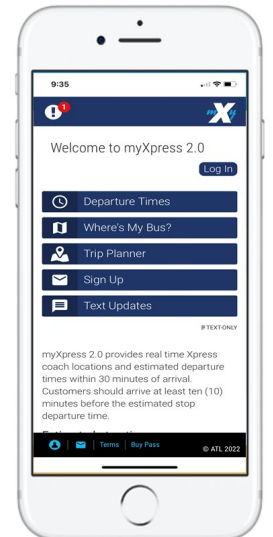 9:35
1
myX
Welcome to myXpress 2.0
Log In
Departure Times
Where's My Bus?
Trip Planner
Sign Up
Text Updates
TEXT-ONLY
myXpress 2.0 provides real time Xpress
coach locations and estimated departure
times within 30 minutes of arrival.
Customers should arrive at least ten (10)
minutes before the estimated stop
departure time.
Terms | Buy Pass
© ATL 2022